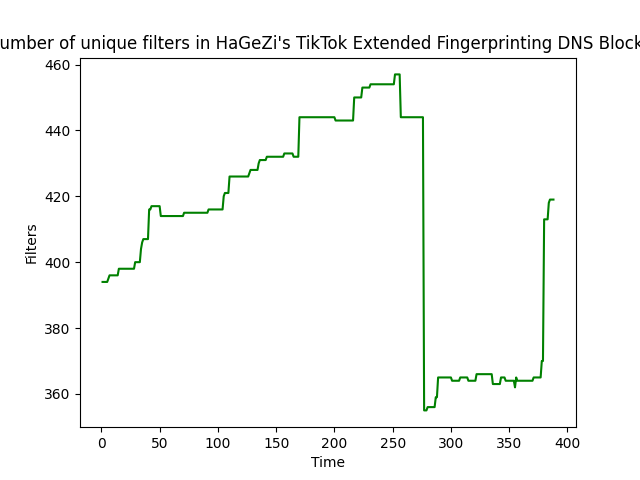 umber of unique filters in HaGeZi's TikTok Extended Fingerprinting DNS Block
460
440
420
400
380
360
Filters
0 50 100 150 200 250 300 350 400
Time